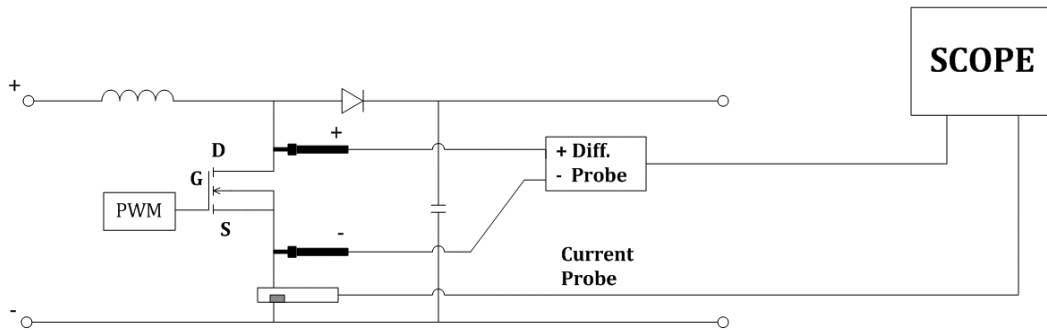 SCOPE
+
+
D
+ Diff.
- Probe
G
PWM
S
-
Current
Probe
-